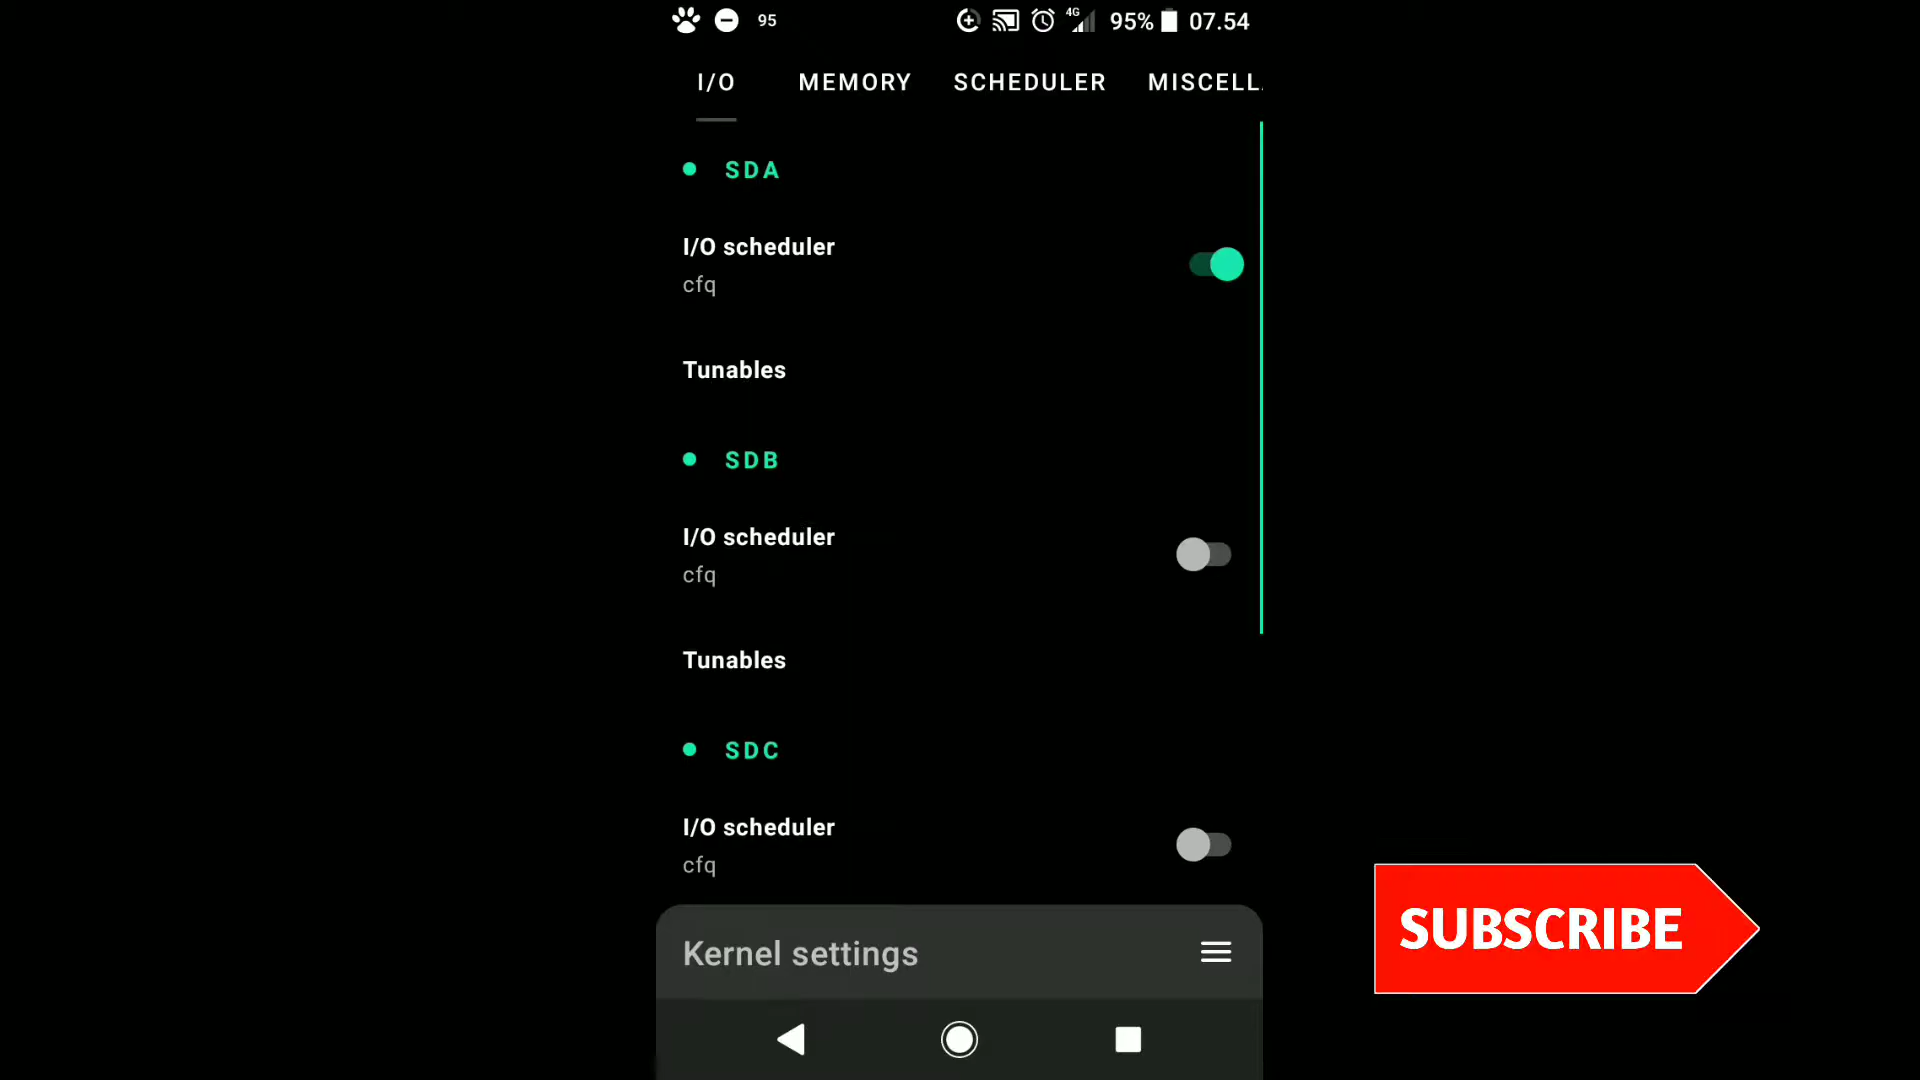 95
4G 95% 07.54
I/O MEMORY SCHEDULER MISCELL
SDA
I/O scheduler
cfq
Tunables
SDB
I/O scheduler
cfq
Tunables
SDC
I/O scheduler
cfq
Kernel settings
SUBSCRIBE